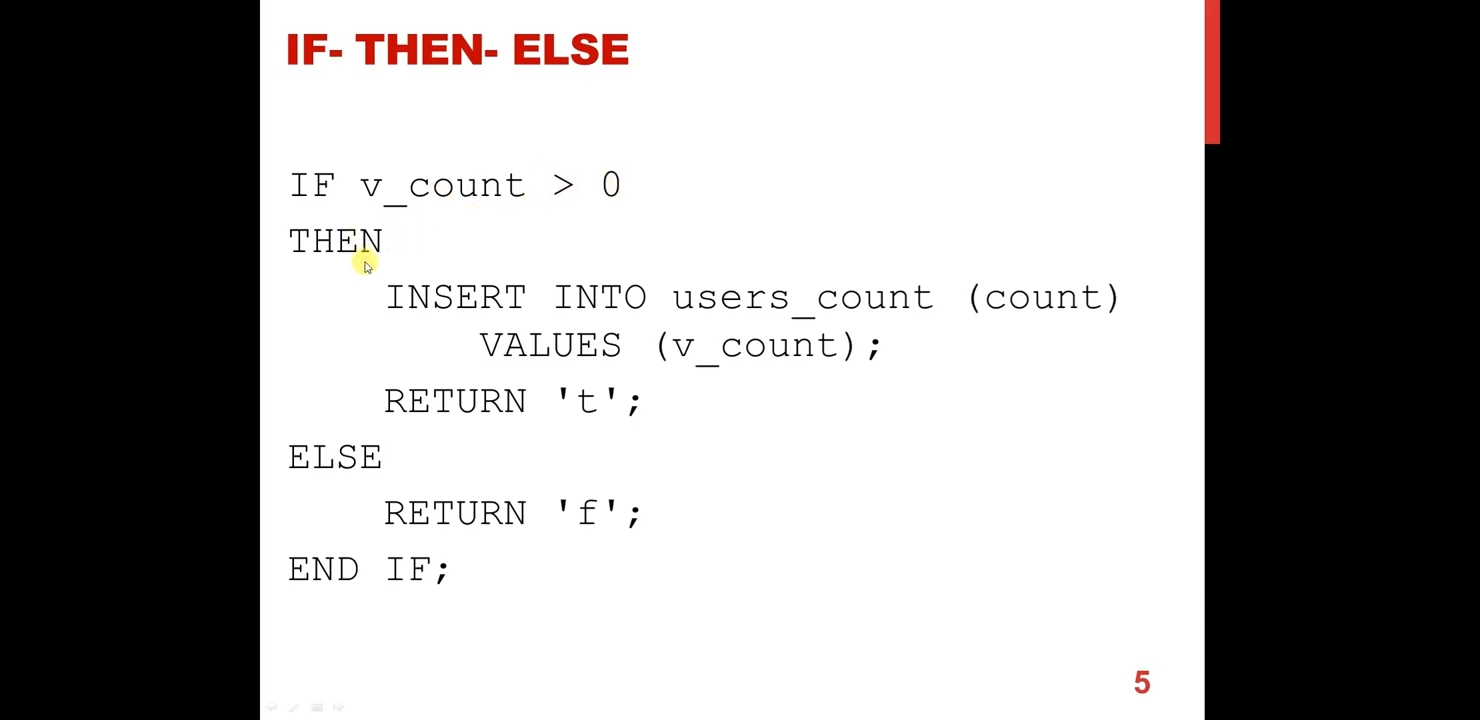 IF- THEN- ELSE
IF v_count > 0
THEN
INSERT INTO users_count (count)
VALUES (v_count);
RETURN 't';
ELSE
RETURN 'f';
END IF;
5